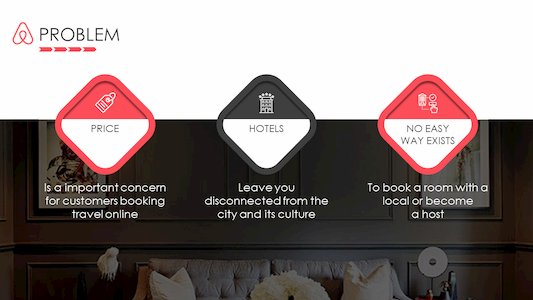 PROBLEM
PRICE
Is a important concern
for customers booking
travel online
HOTELS
Leave you
disconnected from the
city and its culture
NO EASY
WAY EXISTS
To book a room with a
local or become
a host